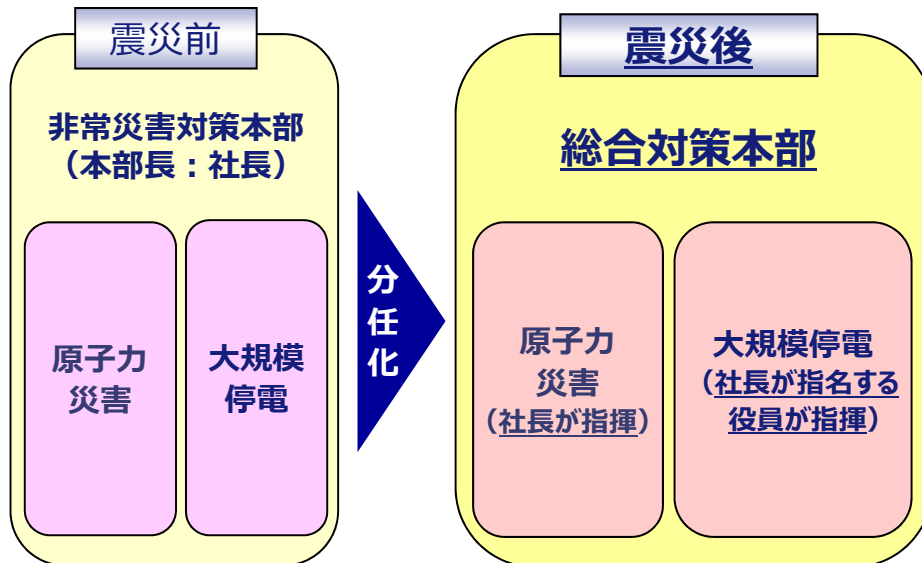 震災前
非常災害対策本部
（本部長：社長）
原子力
災害
大規模
停電
分
任
化
震災後
総合対策本部
原子力
災害
（社長が指揮）
大規模停電
（社長が指名する
役員が指揮）